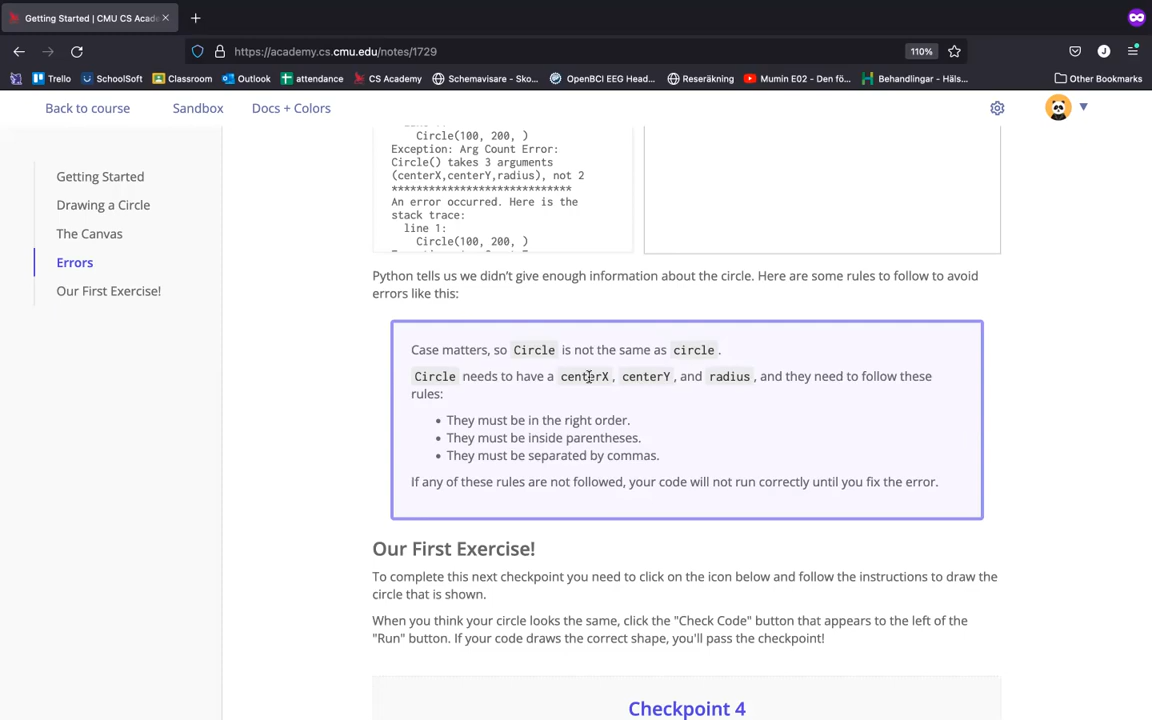 Getting Started | CMU CS Acad
https://academy.cs.cmu.edu/notes/1729
110%
J
Trello
SchoolSoft
Classroom
Outlook
attendance
CS Academy
Schemavisare - Sko...
OpenBCI EEG Head...
Reseräkning
Mumin E02 - Den fö...
Behandlingar - Häls...
Other Bookmarks
Back to course
Sandbox
Docs + Colors
Getting Started
Drawing a Circle
The Canvas
Errors
Our First Exercise!
Circle(100, 200, )
Exception: Arg Count Error:
Circle() takes 3 arguments
(centerX,centerY,radius), not 2
******************************
An error occurred. Here is the
stack trace:
line 1:
Circle(100, 200, )
Python tells us we didn't give enough information about the circle. Here are some rules to follow to avoid
errors like this:
Case matters, so Circle is not the same as circle.
Circle needs to have a centerX, centerY, and radius, and they need to follow these
rules:
• They must be in the right order.
• They must be inside parentheses.
• They must be separated by commas.
If any of these rules are not followed, your code will not run correctly until you fix the error.
Our First Exercise!
To complete this next checkpoint you need to click on the icon below and follow the instructions to draw the
circle that is shown.
When you think your circle looks the same, click the "Check Code" button that appears to the left of the
"Run" button. If your code draws the correct shape, you'll pass the checkpoint!
Checkpoint 4